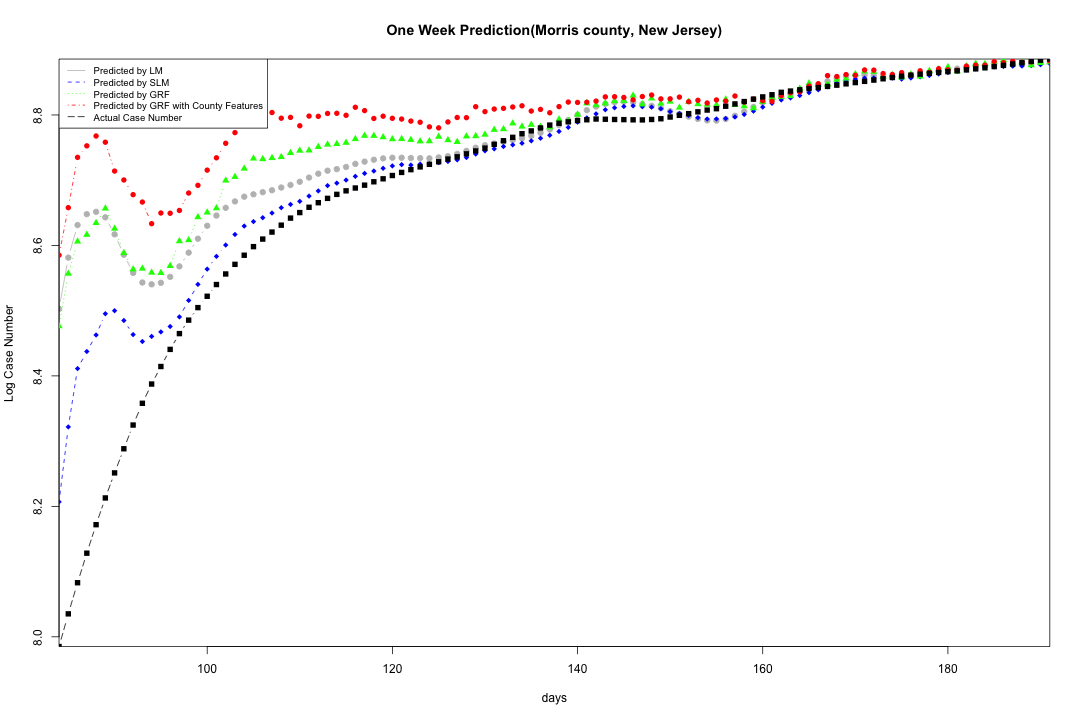 One Week Prediction(Morris county, New Jersey)
Predicted by LM
Predicted by SLM
Predicted by GRF
Predicted by GRF with County Features
Actual Case Number
8.8
8.6
8.4
8.2
8.0
Log Case Number
100 120 140 160 180
days